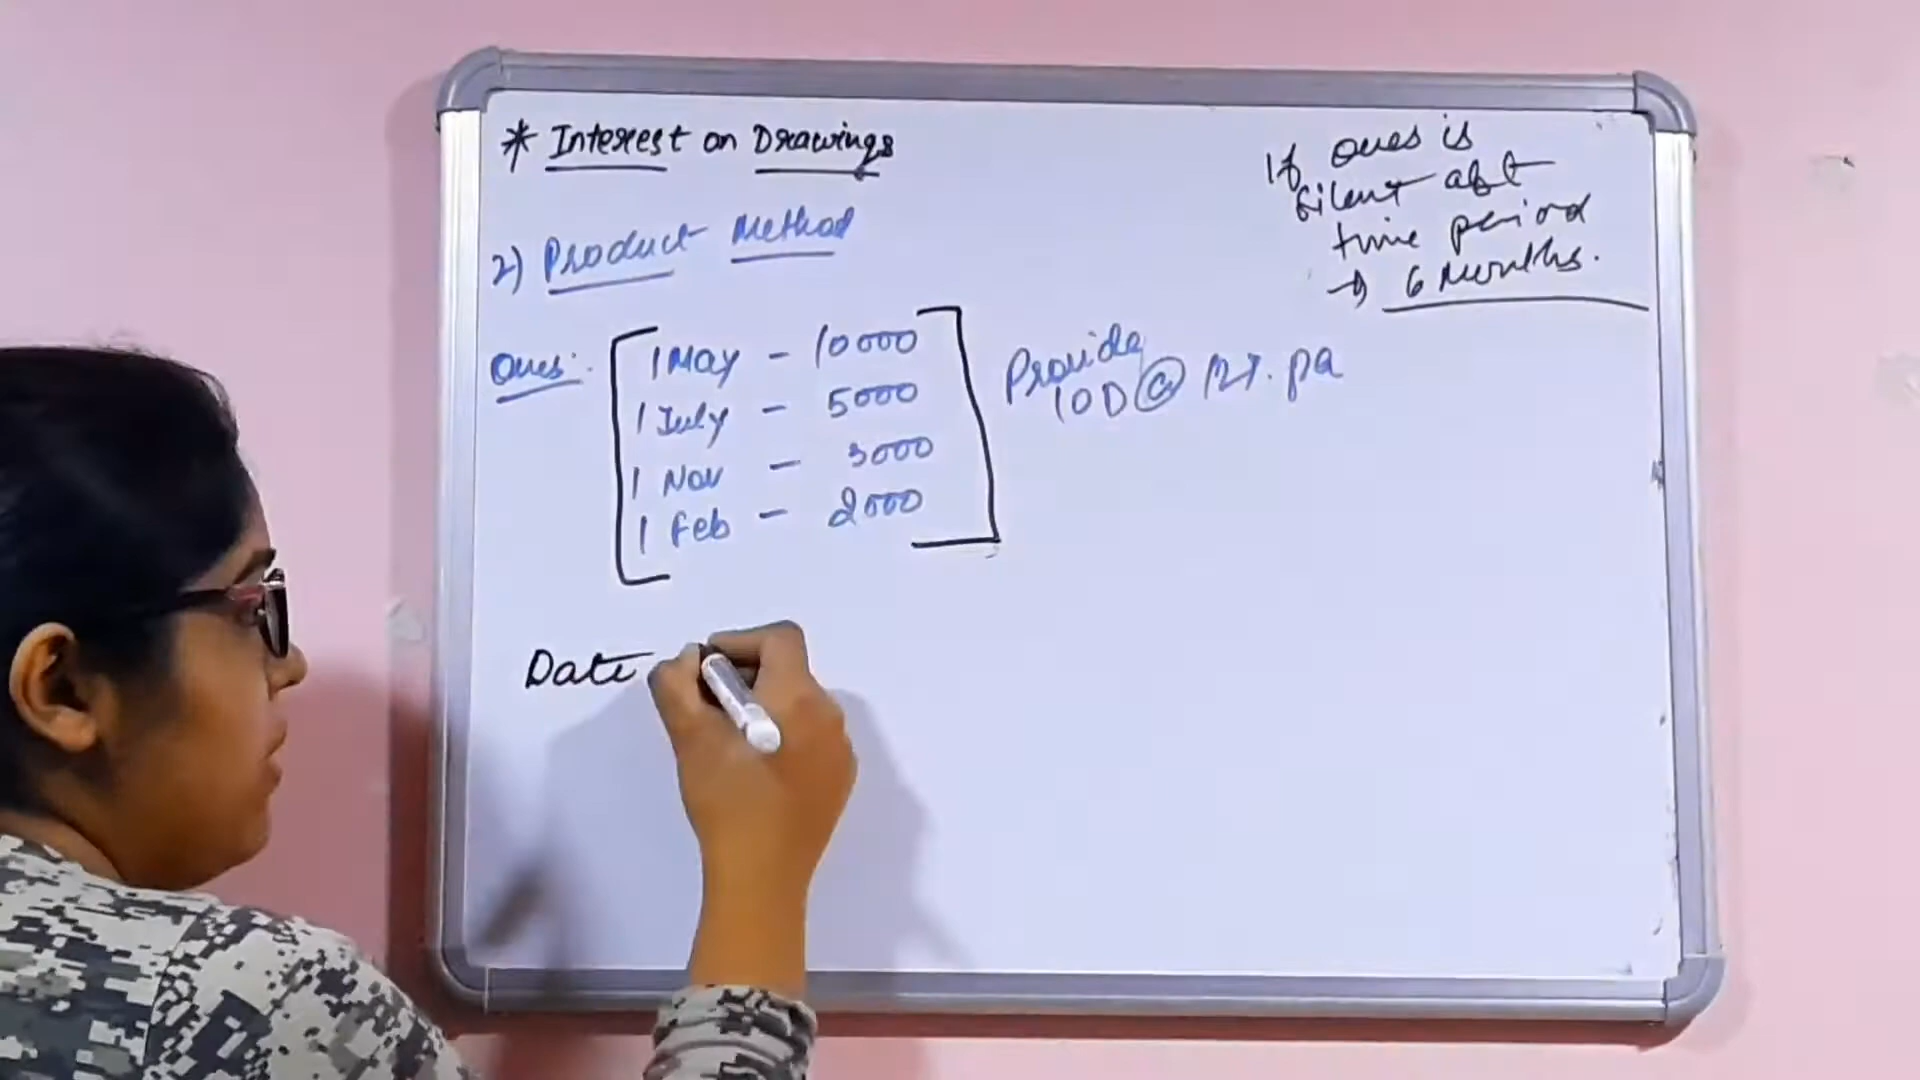 * Interest on Drawings
If Ques is
silent abt
time period
→ 6 Months.
2) Product Method
Ques:
1 May - 10000
1 July - 5000
1 Nov - 3000
1 Feb - 2000
Provide
IOD @ 12%. pa
Date